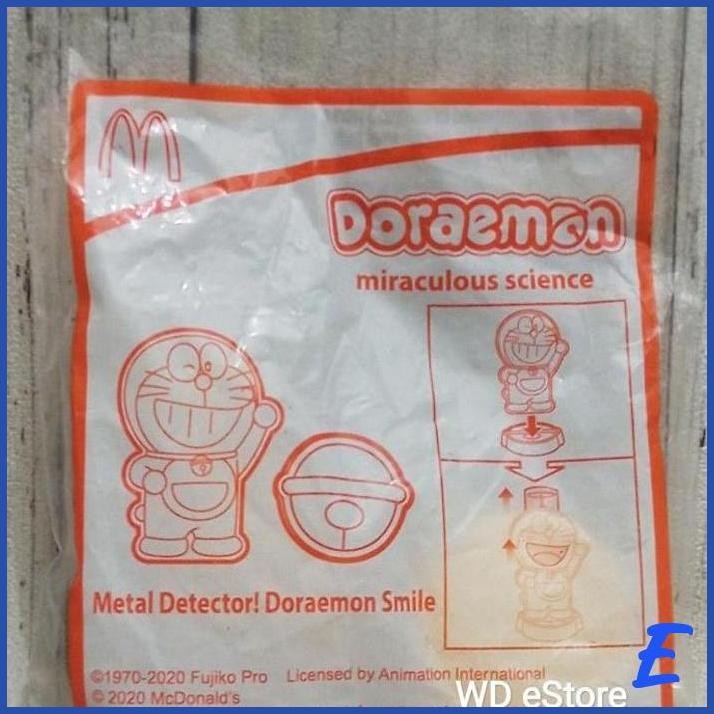 Doraemon
miraculous science
Metal Detector! Doraemon Smile
©1970-2020 Fujiko Pro Licensed by Animation International
© 2020 McDonald's
WD eStore
E